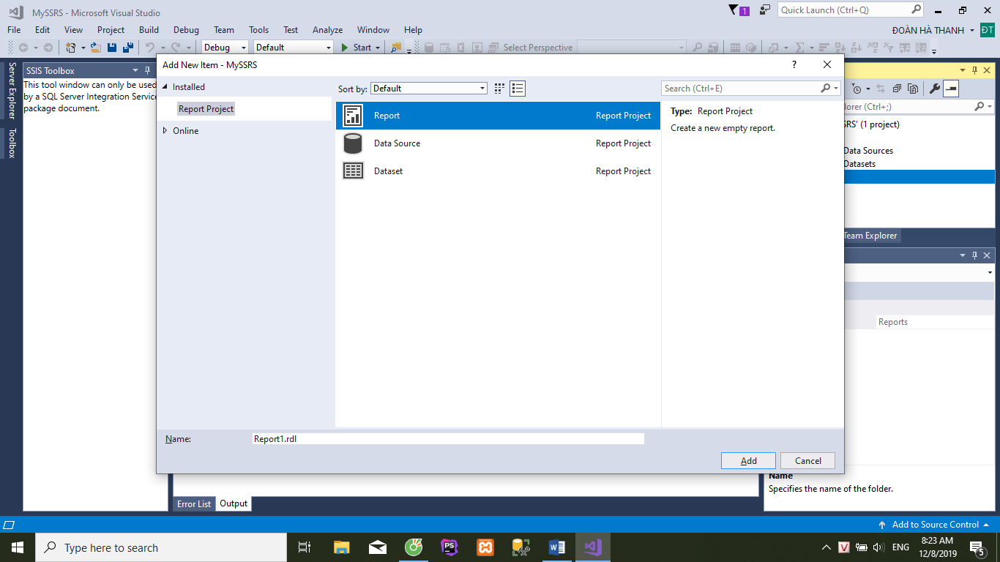 MySSRS - Microsoft Visual Studio
1
Quick Launch (Ctrl+Q)
File Edit View Project Build Debug Team Tools Test Analyze Window Help
ĐOÀN HÀ THANH ĐT
Debug Default Start Select Perspective
Server Explorer
Toolbox
SSIS Toolbox
This tool window can only be used
by a SQL Server Integration Service
package document.
Add New Item - MySSRS
?
Installed
Report Project
Online
Sort by: Default
Search (Ctrl+E)
Report Report Project
Data Source Report Project
Dataset Report Project
Type: Report Project
Create a new empty report.
Name: Report1.rdl
Add Cancel
lorer (Ctrl+;)
SRS' (1 project)
Data Sources
Datasets
Team Explorer
Reports
Name
Specifies the name of the folder.
Error List Output
Add to Source Control
Type here to search
PS
V
ENG
8:23 AM
12/8/2019
5